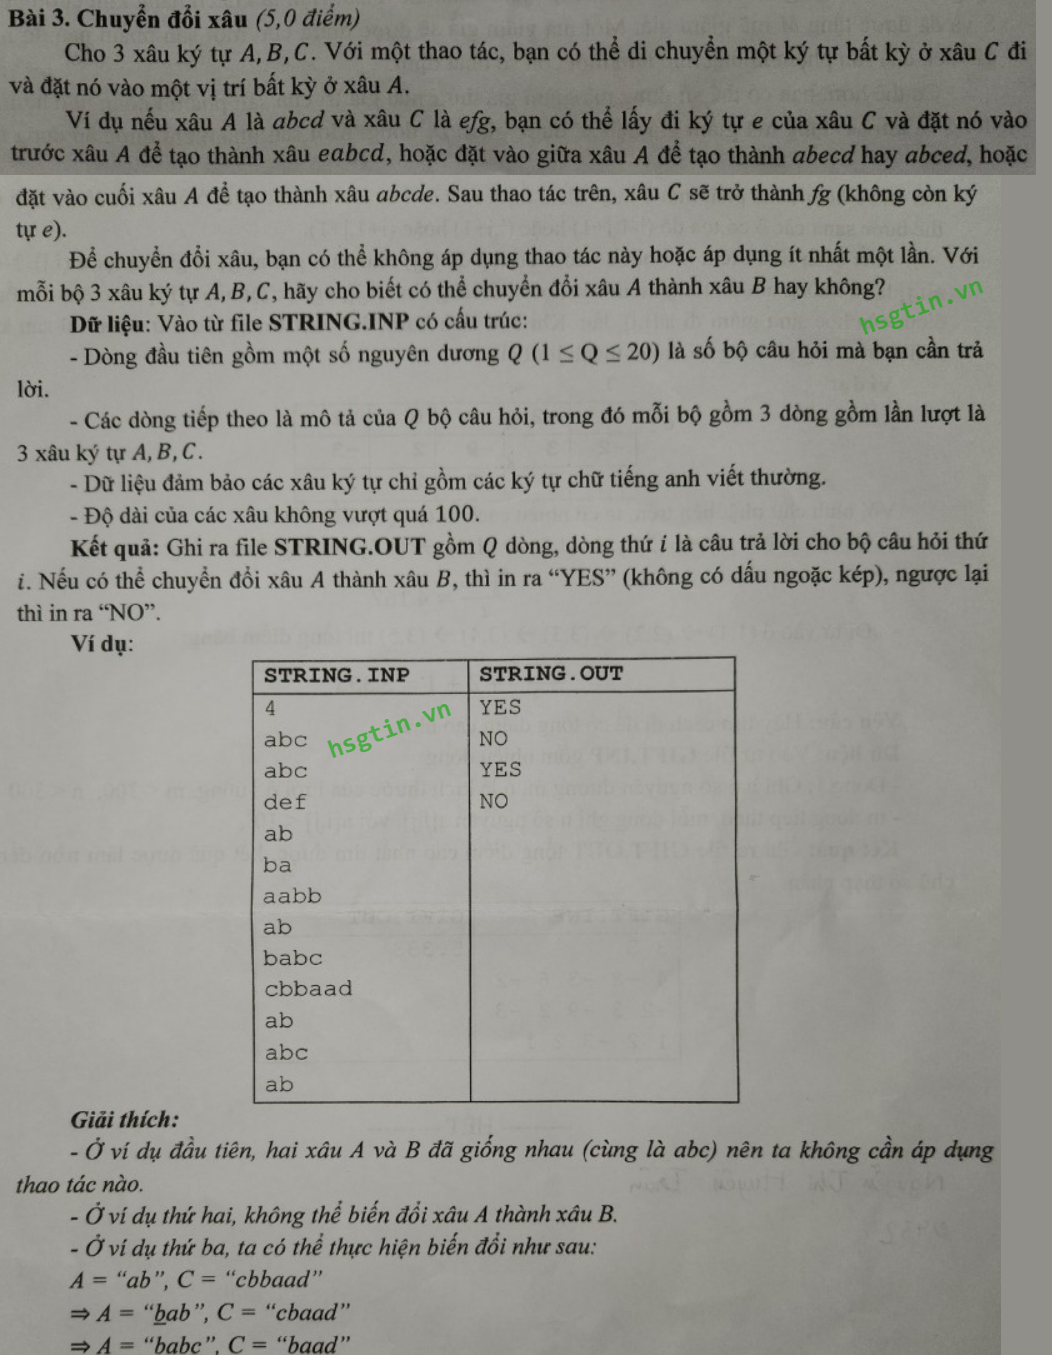 Bài 3. Chuyển đổi xâu (5,0 điểm)
Cho 3 xâu ký tự A, B, C. Với một thao tác, bạn có thể di chuyển một ký tự bất kỳ ở xâu C đi
và đặt nó vào một vị trí bất kỳ ở xâu A.
Ví dụ nếu xâu A là abcd và xâu C là efg, bạn có thể lấy đi ký tự e của xâu C và đặt nó vào
trước xâu A để tạo thành xâu eabcd, hoặc đặt vào giữa xâu A để tạo thành abecd hay abced, hoặc
đặt vào cuối xâu A để tạo thành xâu abcde. Sau thao tác trên, xâu C sẽ trở thành fg (không còn ký
tự e).
Để chuyển đổi xâu, bạn có thể không áp dụng thao tác này hoặc áp dụng ít nhất một lần. Với
mỗi bộ 3 xâu ký tự A, B, C, hãy cho biết có thể chuyển đổi xâu A thành xâu B hay không?
hsgtin.vn
Dữ liệu: Vào từ file STRING.INP có cấu trúc:
- Dòng đầu tiên gồm một số nguyên dương Q (1 ≤ Q ≤ 20) là số bộ câu hỏi mà bạn cần trả
lời.
- Các dòng tiếp theo là mô tả của Q bộ câu hỏi, trong đó mỗi bộ gồm 3 dòng gồm lần lượt là
3 xâu ký tự A, B, C.
- Dữ liệu đảm bảo các xâu ký tự chỉ gồm các ký tự chữ tiếng anh viết thường.
- Độ dài của các xâu không vượt quá 100.
Kết quả: Ghi ra file STRING.OUT gồm Q dòng, dòng thứ i là câu trả lời cho bộ câu hỏi thứ
i. Nếu có thể chuyển đổi xâu A thành xâu B, thì in ra “YES” (không có dấu ngoặc kép), ngược lại
thì in ra “NO”.
Ví dụ:
STRING.INP STRING.OUT
4 YES
abc NO
hsgtin.vn
abc YES
def NO
ab
ba
aabb
ab
babc
cbbaad
ab
abc
ab
Giải thích:
- Ở ví dụ đầu tiên, hai xâu A và B đã giống nhau (cùng là abc) nên ta không cần áp dụng
thao tác nào.
- Ở ví dụ thứ hai, không thể biến đổi xâu A thành xâu B.
- Ở ví dụ thứ ba, ta có thể thực hiện biến đổi như sau:
A = “ab”, C = “cbbaad”
⇒ A = “bab”, C = “cbaad”
⇒ A = “babc”, C = “baad”